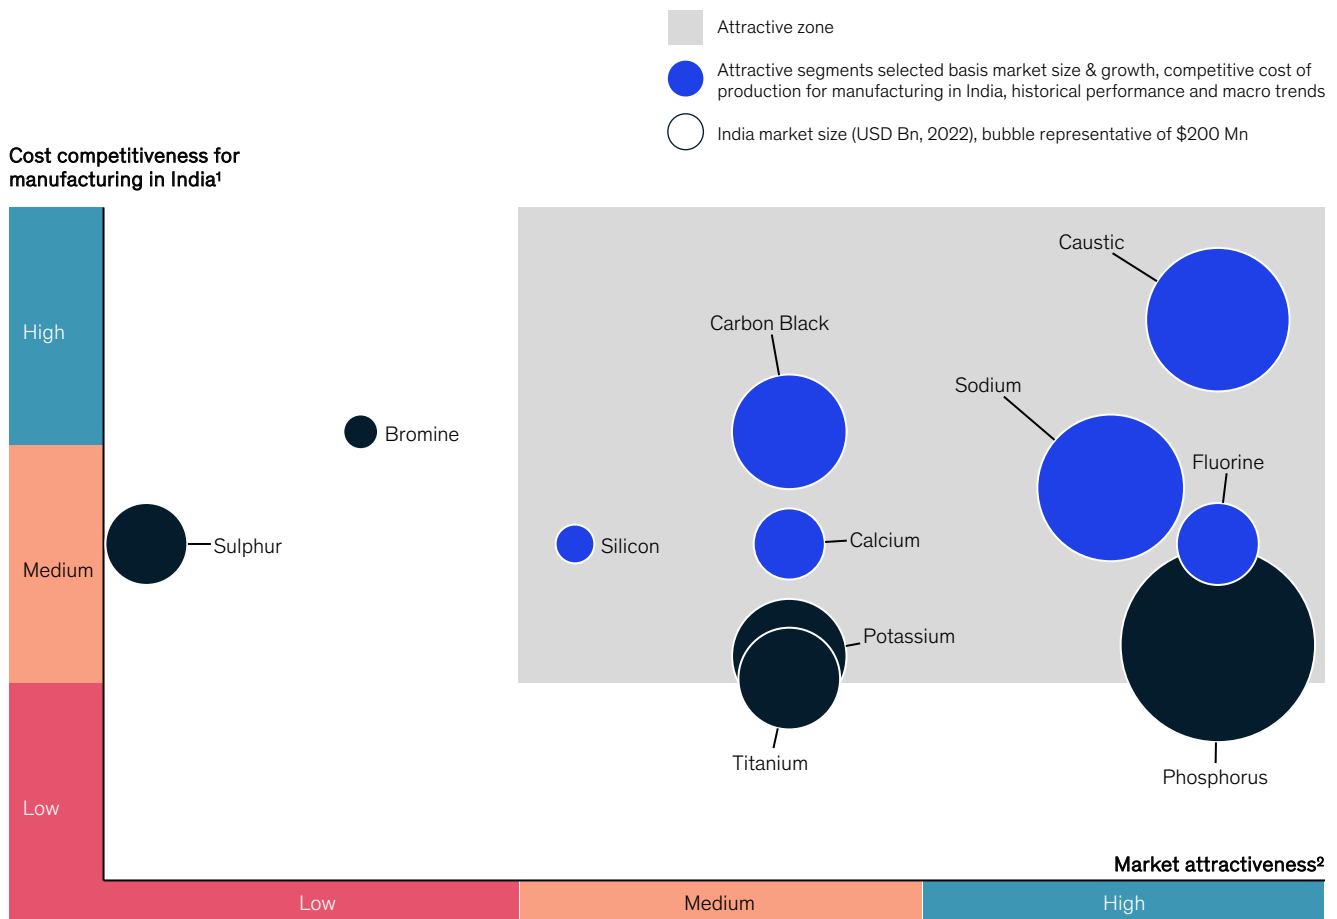 Attractive zone
Attractive segments selected basis market size & growth, competitive cost of
production for manufacturing in India, historical performance and macro trends
India market size (USD Bn, 2022), bubble representative of $200 Mn
Cost competitiveness for
manufacturing in India¹
High
Medium
Low
Caustic
Carbon Black
Sodium
Bromine
Fluorine
Sulphur
Silicon
Calcium
Potassium
Titanium
Phosphorus
Market attractiveness²
Low
Medium
High